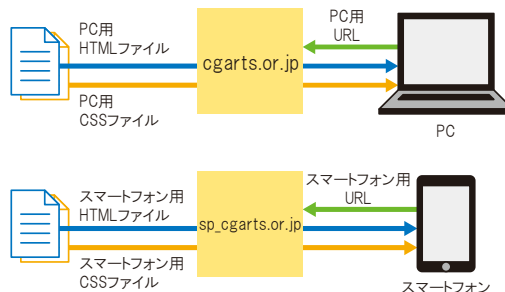 PC用
HTMLファイル
PC用
CSSファイル
cgarts.or.jp
PC用
URL
PC
スマートフォン用
HTMLファイル
スマートフォン用
CSSファイル
sp_cgarts.or.jp
スマートフォン用
URL
スマートフォン